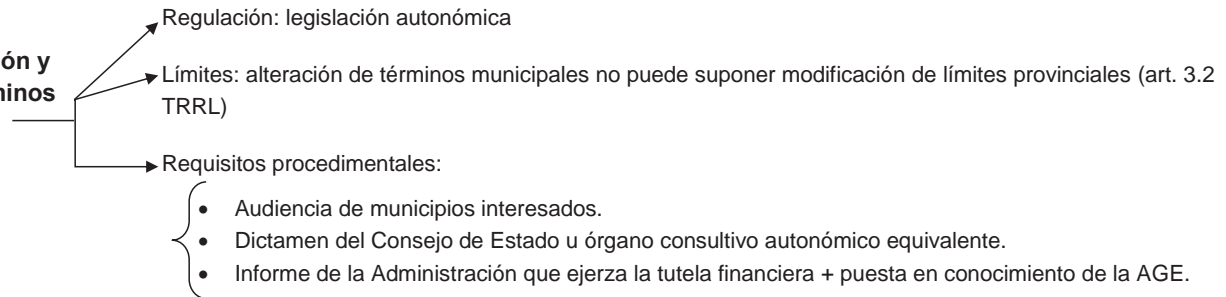 Regulación: legislación autonómica
ón y
Límites: alteración de términos municipales no puede suponer modificación de límites provinciales (art. 3.2
minos
TRRL)
Requisitos procedimentales:
• Audiencia de municipios interesados.
• Dictamen del Consejo de Estado u órgano consultivo autonómico equivalente.
• Informe de la Administración que ejerza la tutela financiera + puesta en conocimiento de la AGE.